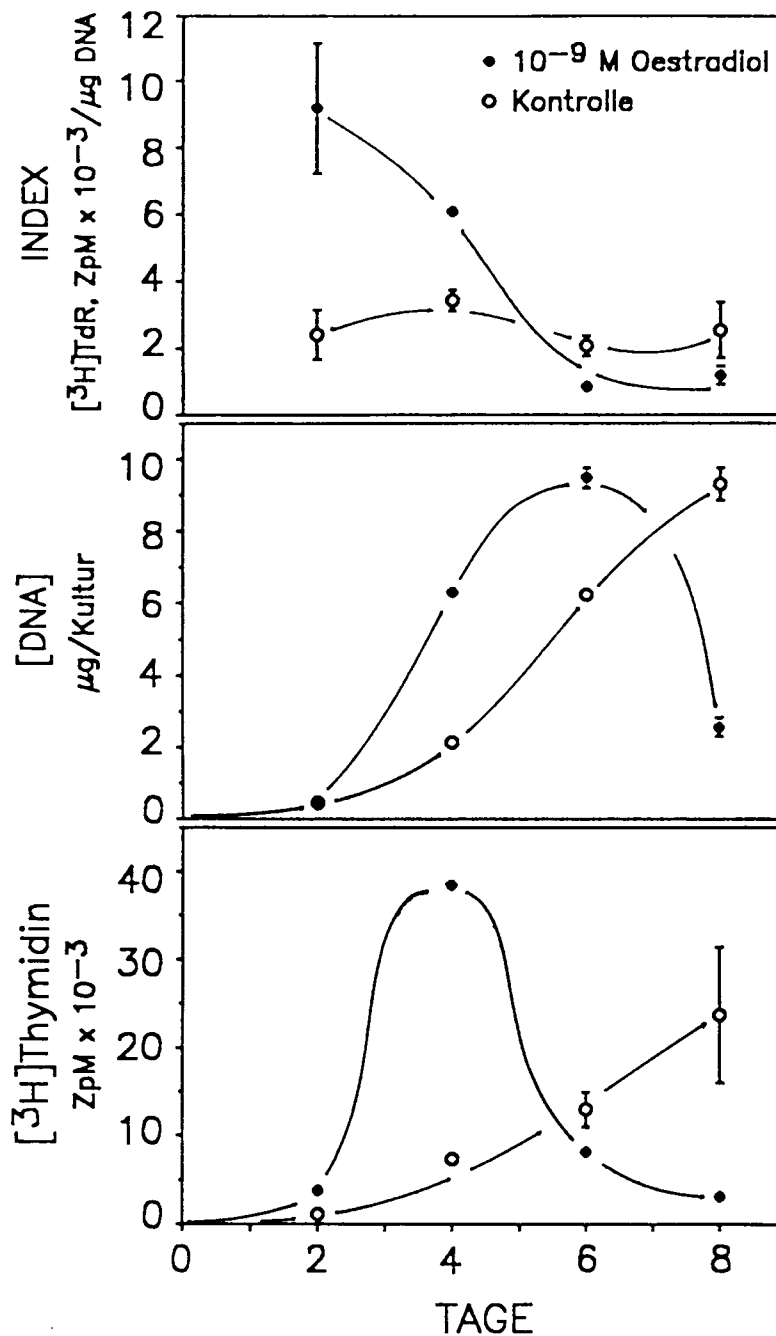 12
10
8
6
4
2
0
INDEX
[³H]TdR, ZpM x 10⁻³/µg DNA
10⁻⁹ M Oestradiol
Kontrolle
10
8
6
4
2
0
[DNA]
µg/Kultur
40
30
20
10
0
[³H]Thymidin
ZpM x 10⁻³
0 2 4 6 8
TAGE